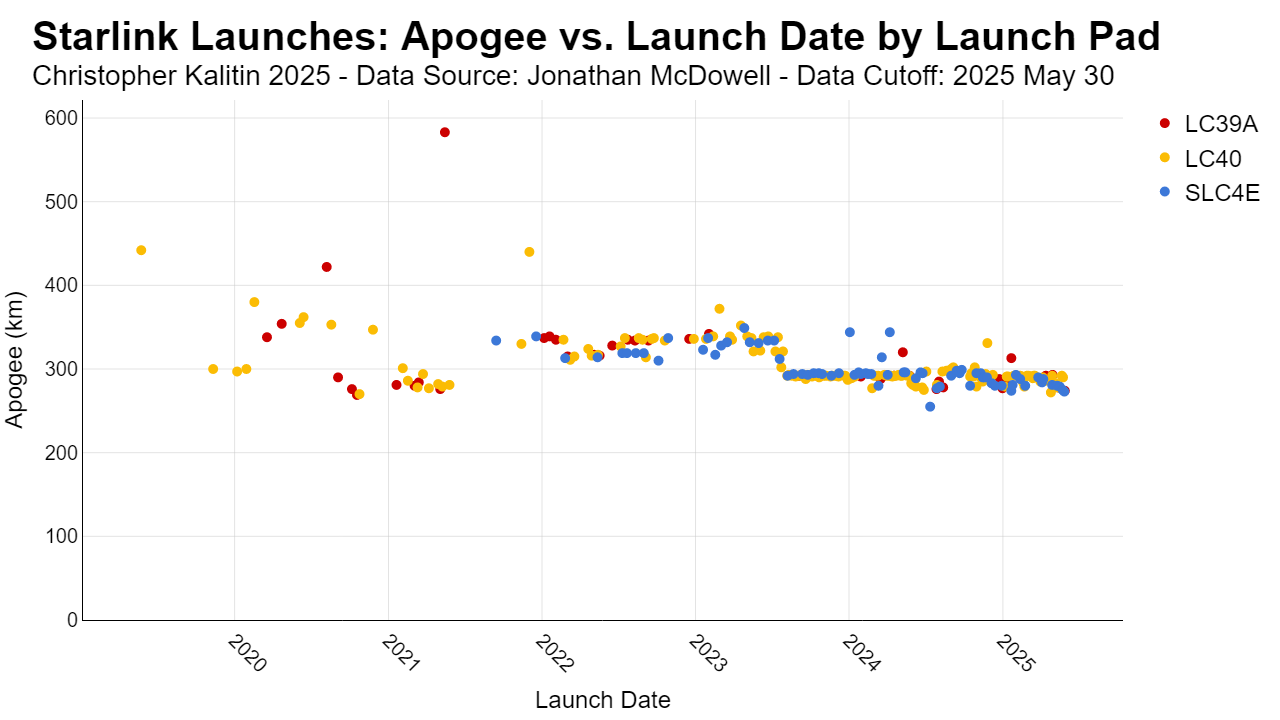 Starlink Launches: Apogee vs. Launch Date by Launch Pad
Christopher Kalitin 2025 - Data Source: Jonathan McDowell - Data Cutoff: 2025 May 30
LC39A
LC40
SLC4E
Apogee (km)
600
500
400
300
200
100
0
2020
2021
2022
2023
2024
2025
Launch Date